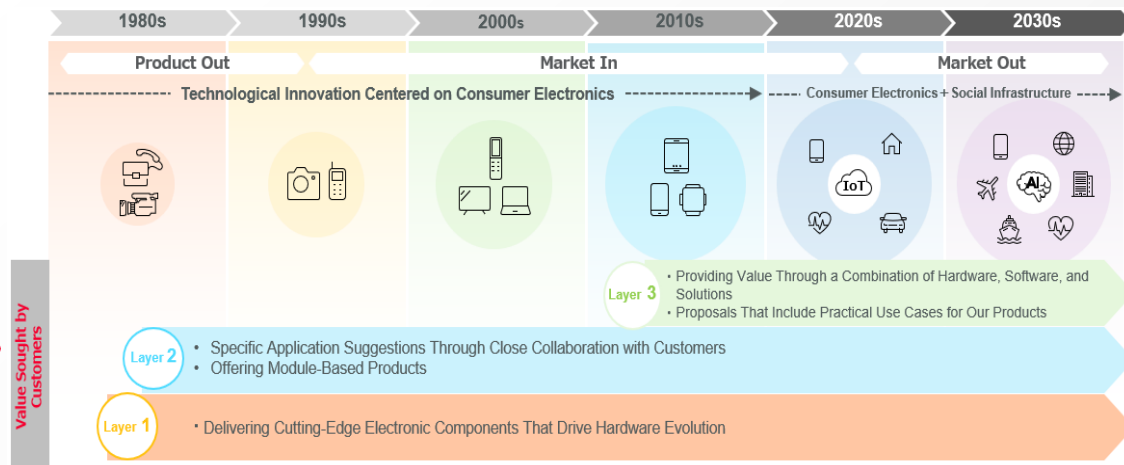 1980s
1990s
2000s
2010s
2020s
2030s
Product Out
Market In
Market Out
Technological Innovation Centered on Consumer Electronics
Consumer Electronics + Social Infrastructure
IoT
AI
Value Sought by
Customers
Layer 3
• Providing Value Through a Combination of Hardware, Software, and
Solutions
• Proposals That Include Practical Use Cases for Our Products
Layer 2
• Specific Application Suggestions Through Close Collaboration with Customers
• Offering Module-Based Products
Layer 1
• Delivering Cutting-Edge Electronic Components That Drive Hardware Evolution